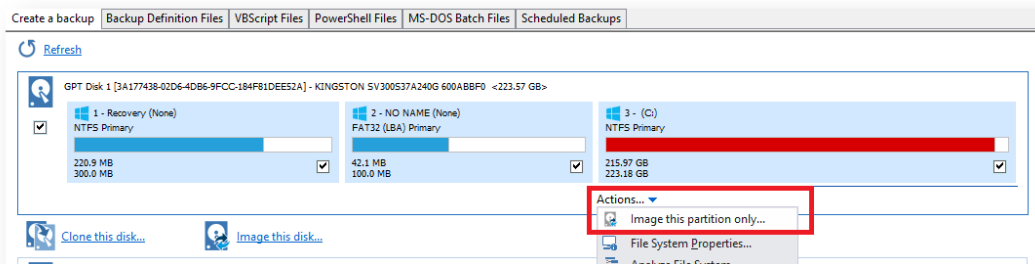 Create a backup Backup Definition Files VBScript Files PowerShell Files MS-DOS Batch Files Scheduled Backups
Refresh
GPT Disk 1 [3A177438-02D6-4DB6-9FCC-184F81DEE52A] - KINGSTON SV300S37A240G 600ABBF0 <223.57 GB>
1 - Recovery (None)
NTFS Primary
220.9 MB
300.0 MB
2 - NO NAME (None)
FAT32 (LBA) Primary
42.1 MB
100.0 MB
3 - (C:)
NTFS Primary
215.97 GB
223.18 GB
Actions...
Image this partition only...
File System Properties...
Analyze File System
Clone this disk...
Image this disk...